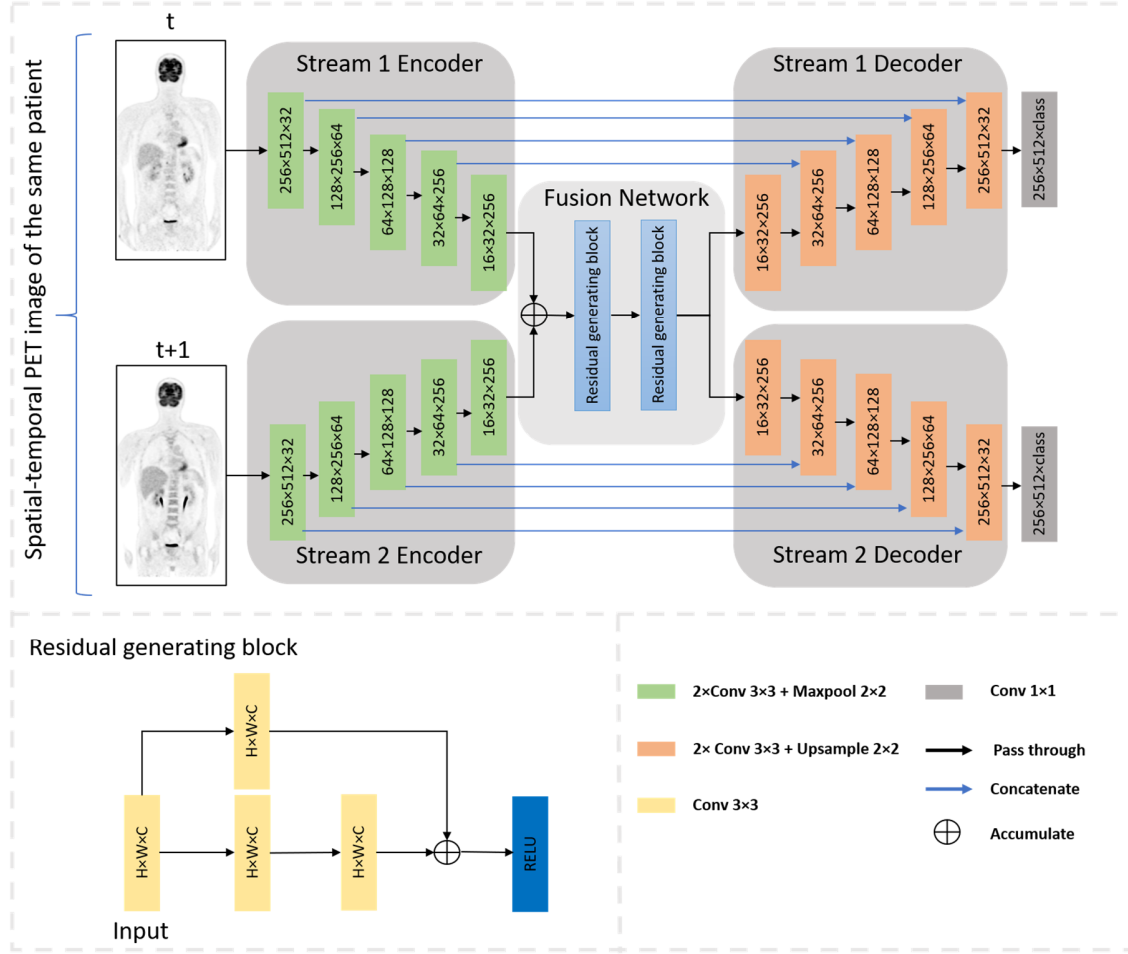 Spatial-temporal PET image of the same patient
t
t+1
Stream 1 Encoder
256×512×32
128×256×64
64×128×128
32×64×256
16×32×256
Stream 2 Encoder
256×512×32
128×256×64
64×128×128
32×64×256
16×32×256
Fusion Network
Residual generating block
Residual generating block
Stream 1 Decoder
16×32×256
32×64×256
64×128×128
128×256×64
256×512×32
256×512×class
Stream 2 Decoder
16×32×256
32×64×256
64×128×128
128×256×64
256×512×32
256×512×class
Residual generating block
H×W×C
H×W×C
H×W×C
H×W×C
RELU
Input
2×Conv 3×3 + Maxpool 2×2
2× Conv 3×3 + Upsample 2×2
Conv 3×3
Conv 1×1
Pass through
Concatenate
Accumulate